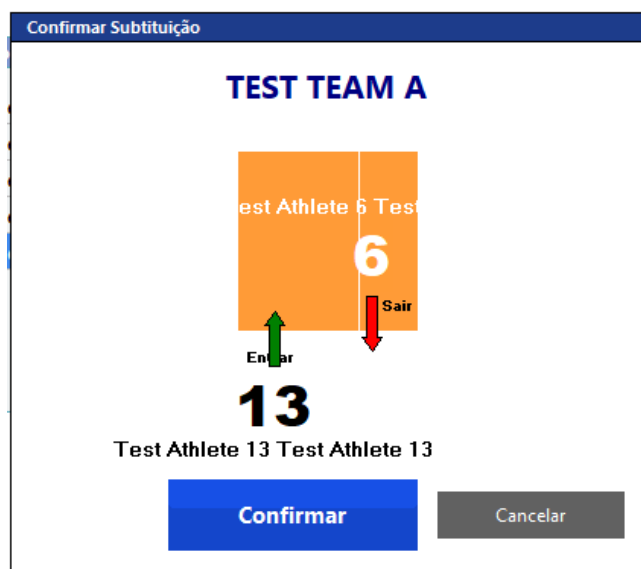 Confirmar Subtituição
TEST TEAM A
est Athlete 6 Test
6
Sair
Entrar
13
Test Athlete 13 Test Athlete 13
Confirmar
Cancelar